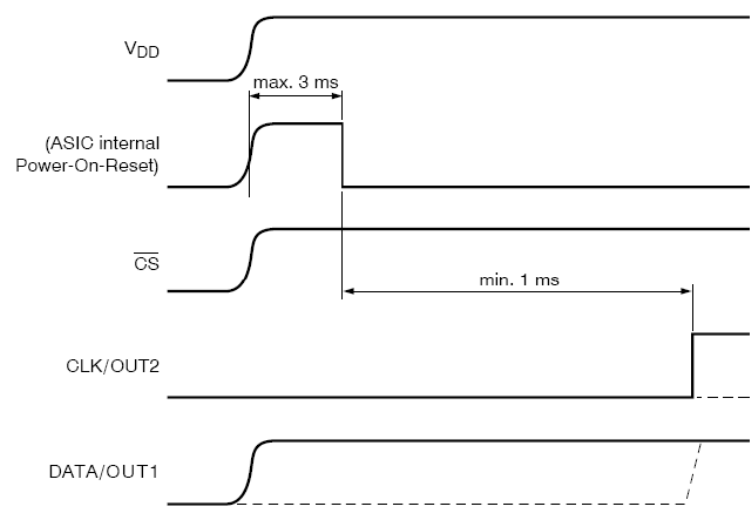 VDD
max. 3 ms
(ASIC internal
Power-On-Reset)
CS
min. 1 ms
CLK/OUT2
DATA/OUT1